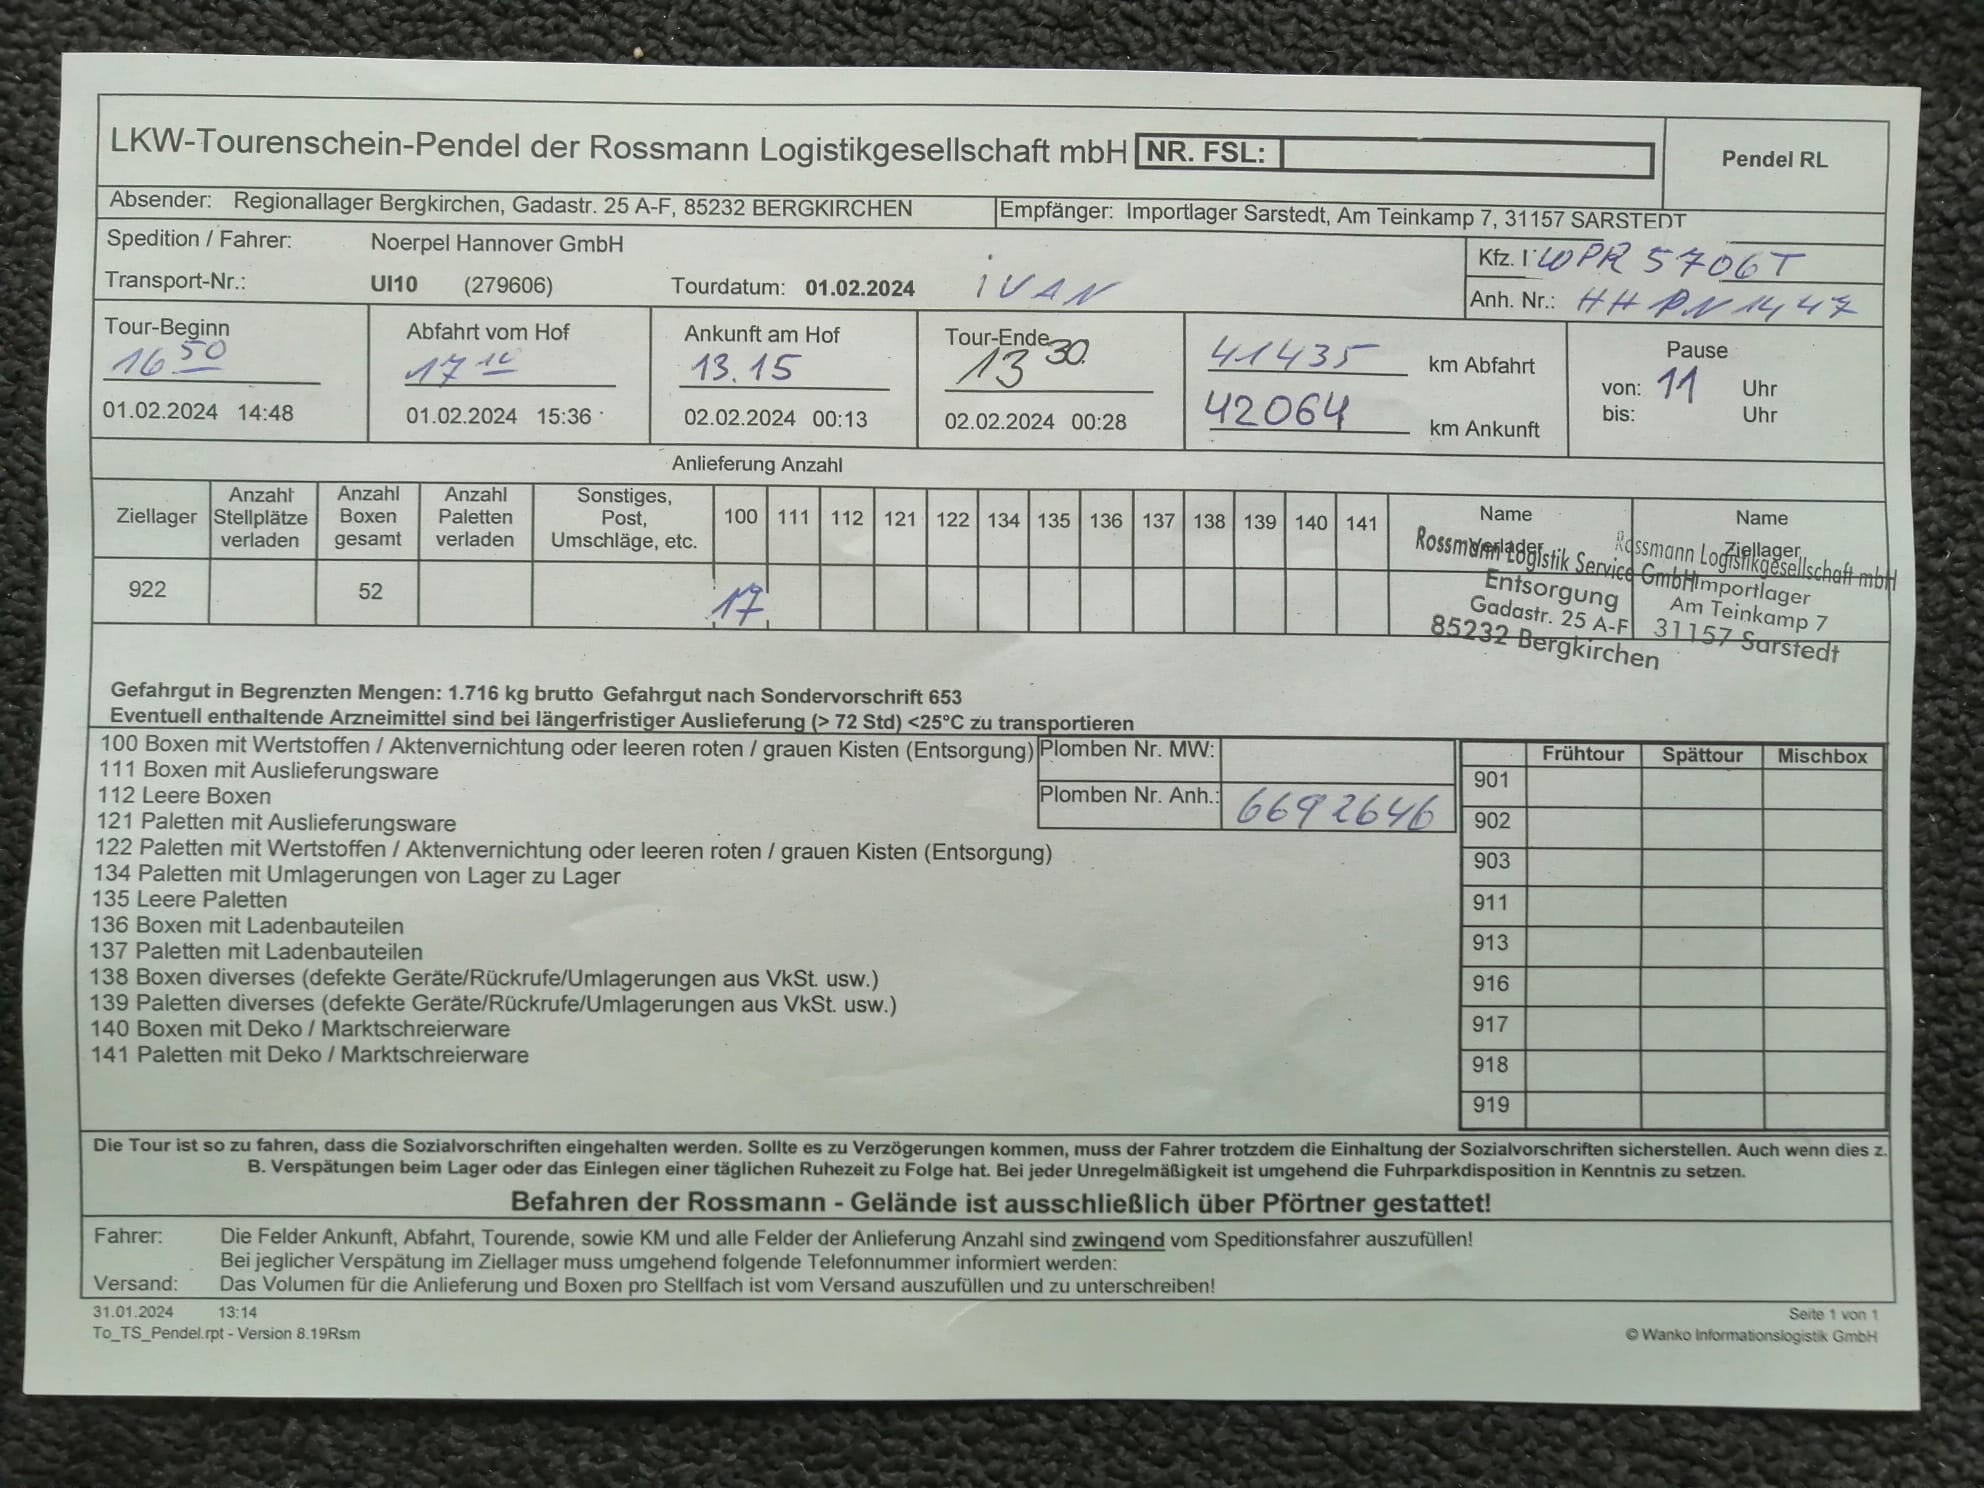 LKW-Tourenschein-Pendel der Rossmann Logistikgesellschaft mbH NR. FSL: Pendel RL
Absender: Regionallager Bergkirchen, Gadastr. 25 A-F, 85232 BERGKIRCHEN Empfänger: Importlager Sarstedt, Am Teinkamp 7, 31157 SARSTEDT
Spedition / Fahrer: Noerpel Hannover GmbH Kfz. WPR 5706T
Transport-Nr.: UI10 (279606) Tourdatum: 01.02.2024 iVAN Anh. Nr.: HH PN 1447
Tour-Beginn Abfahrt vom Hof Ankunft am Hof Tour-Ende Pause
16 50 17 10 13.15 13 30 41435 km Abfahrt von: 11 Uhr
01.02.2024 14:48 01.02.2024 15:36 02.02.2024 00:13 02.02.2024 00:28 42064 km Ankunft bis: Uhr
Anlieferung Anzahl
Ziellager Anzahl Stellplätze verladen Anzahl Boxen gesamt Anzahl Paletten verladen Sonstiges, Post, Umschläge, etc. 100 111 112 121 122 134 135 136 137 138 139 140 141 Name Verlader Name Ziellager
922 52 17
Rossmann Logistik Service GmbH
Entsorgung
Gadastr. 25 A-F
85232 Bergkirchen
Rossmann Logistikgesellschaft mbH
Importlager
Am Teinkamp 7
31157 Sarstedt
Gefahrgut in Begrenzten Mengen: 1.716 kg brutto Gefahrgut nach Sondervorschrift 653
Eventuell enthaltende Arzneimittel sind bei längerfristiger Auslieferung (> 72 Std) <25°C zu transportieren
100 Boxen mit Wertstoffen / Aktenvernichtung oder leeren roten / grauen Kisten (Entsorgung)
111 Boxen mit Auslieferungsware
112 Leere Boxen
121 Paletten mit Auslieferungsware
122 Paletten mit Wertstoffen / Aktenvernichtung oder leeren roten / grauen Kisten (Entsorgung)
134 Paletten mit Umlagerungen von Lager zu Lager
135 Leere Paletten
136 Boxen mit Ladenbauteilen
137 Paletten mit Ladenbauteilen
138 Boxen diverses (defekte Geräte/Rückrufe/Umlagerungen aus VkSt. usw.)
139 Paletten diverses (defekte Geräte/Rückrufe/Umlagerungen aus VkSt. usw.)
140 Boxen mit Deko / Marktschreierware
141 Paletten mit Deko / Marktschreierware
Plomben Nr. MW:
Plomben Nr. Anh.: 6692646
Frühtour Spättour Mischbox
901
902
903
911
913
916
917
918
919
Die Tour ist so zu fahren, dass die Sozialvorschriften eingehalten werden. Sollte es zu Verzögerungen kommen, muss der Fahrer trotzdem die Einhaltung der Sozialvorschriften sicherstellen. Auch wenn dies z.
B. Verspätungen beim Lager oder das Einlegen einer täglichen Ruhezeit zu Folge hat. Bei jeder Unregelmäßigkeit ist umgehend die Fuhrparkdisposition in Kenntnis zu setzen.
Befahren der Rossmann - Gelände ist ausschließlich über Pförtner gestattet!
Fahrer: Die Felder Ankunft, Abfahrt, Tourende, sowie KM und alle Felder der Anlieferung Anzahl sind zwingend vom Speditionsfahrer auszufüllen!
Bei jeglicher Verspätung im Ziellager muss umgehend folgende Telefonnummer informiert werden:
Versand: Das Volumen für die Anlieferung und Boxen pro Stellfach ist vom Versand auszufüllen und zu unterschreiben!
31.01.2024 13:14 Seite 1 von 1
To_TS_Pendel.rpt - Version 8.19Rsm © Wanko Informationslogistik GmbH